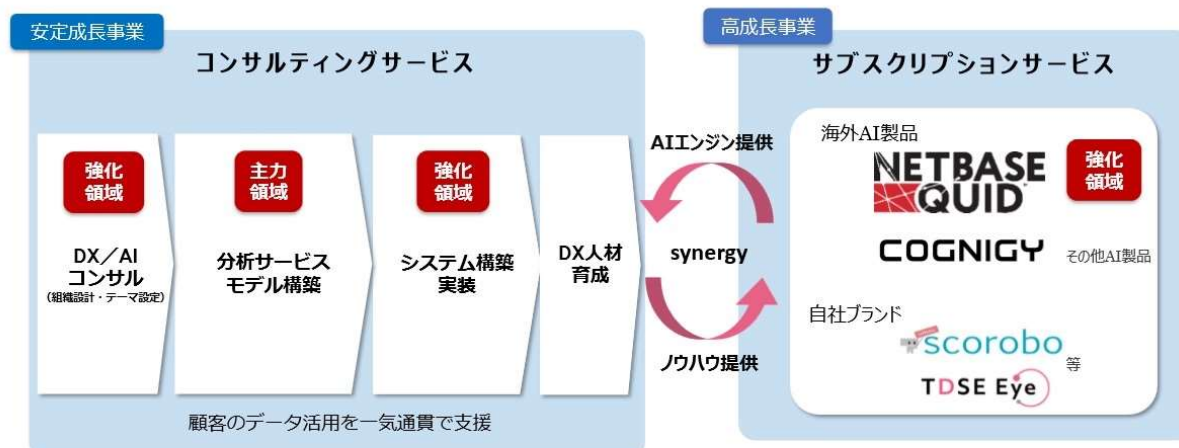 安定成長事業
コンサルティングサービス
強化
領域
DX/AI
コンサル
(組織設計・テーマ設定)
主力
領域
分析サービス
モデル構築
強化
領域
システム構築
実装
DX人材
育成
顧客のデータ活用を一気通貫で支援
AIエンジン提供
synergy
ノウハウ提供
高成長事業
サブスクリプションサービス
海外AI製品
NETBASE
QUID
強化
領域
COGNIGY
その他AI製品
自社ブランド
scorobo
等
TDSE Eye